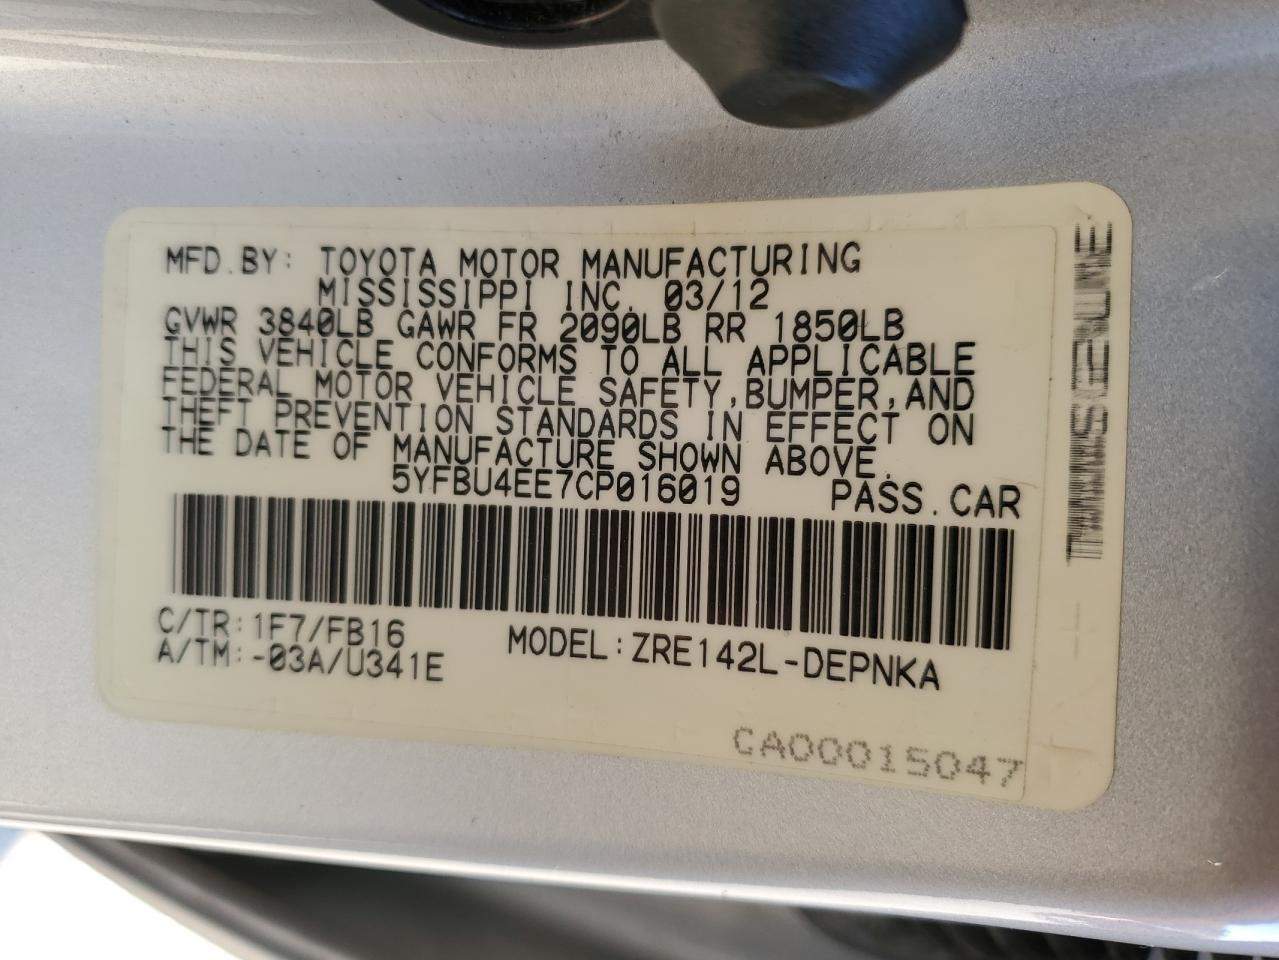 MFD.BY: TOYOTA MOTOR MANUFACTURING
MISSISSIPPI INC. 03/12
GVWR 3840LB GAWR FR 2090LB RR 1850LB
THIS VEHICLE CONFORMS TO ALL APPLICABLE
FEDERAL MOTOR VEHICLE SAFETY,BUMPER,AND
THEFT PREVENTION STANDARDS IN EFFECT ON
THE DATE OF MANUFACTURE SHOWN ABOVE.
5YFBU4EE7CP016019 PASS.CAR
C/TR:1F7/FB16
A/TM:-03A/U341E
MODEL:ZRE142L-DEPNKA
CA00015047